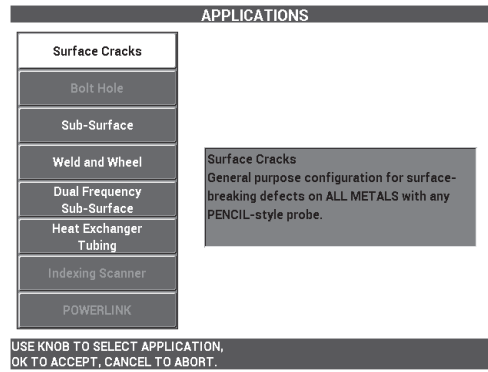 APPLICATIONS
Surface Cracks
Bolt Hole
Sub-Surface
Weld and Wheel
Dual Frequency
Sub-Surface
Heat Exchanger
Tubing
Indexing Scanner
POWERLINK
Surface Cracks
General purpose configuration for surface-
breaking defects on ALL METALS with any
PENCIL-style probe.
USE KNOB TO SELECT APPLICATION,
OK TO ACCEPT, CANCEL TO ABORT.